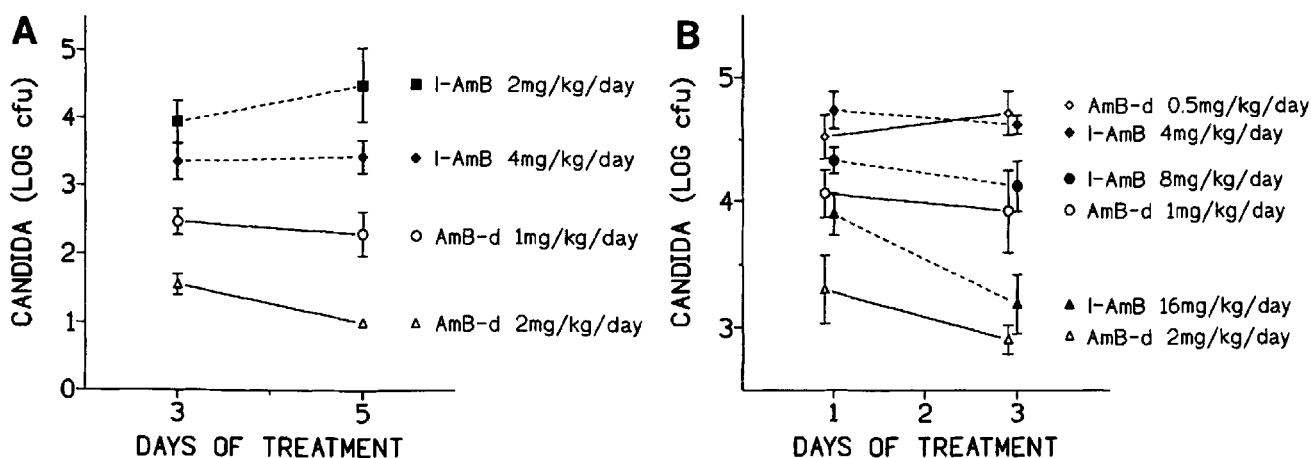 A
CANDIDA (LOG cfu)
5
4
3
2
1
0
3
5
DAYS OF TREATMENT
l-AmB 2mg/kg/day
l-AmB 4mg/kg/day
AmB-d 1mg/kg/day
AmB-d 2mg/kg/day
B
CANDIDA (LOG cfu)
5
4
3
1
2
3
DAYS OF TREATMENT
AmB-d 0.5mg/kg/day
l-AmB 4mg/kg/day
l-AmB 8mg/kg/day
AmB-d 1mg/kg/day
l-AmB 16mg/kg/day
AmB-d 2mg/kg/day